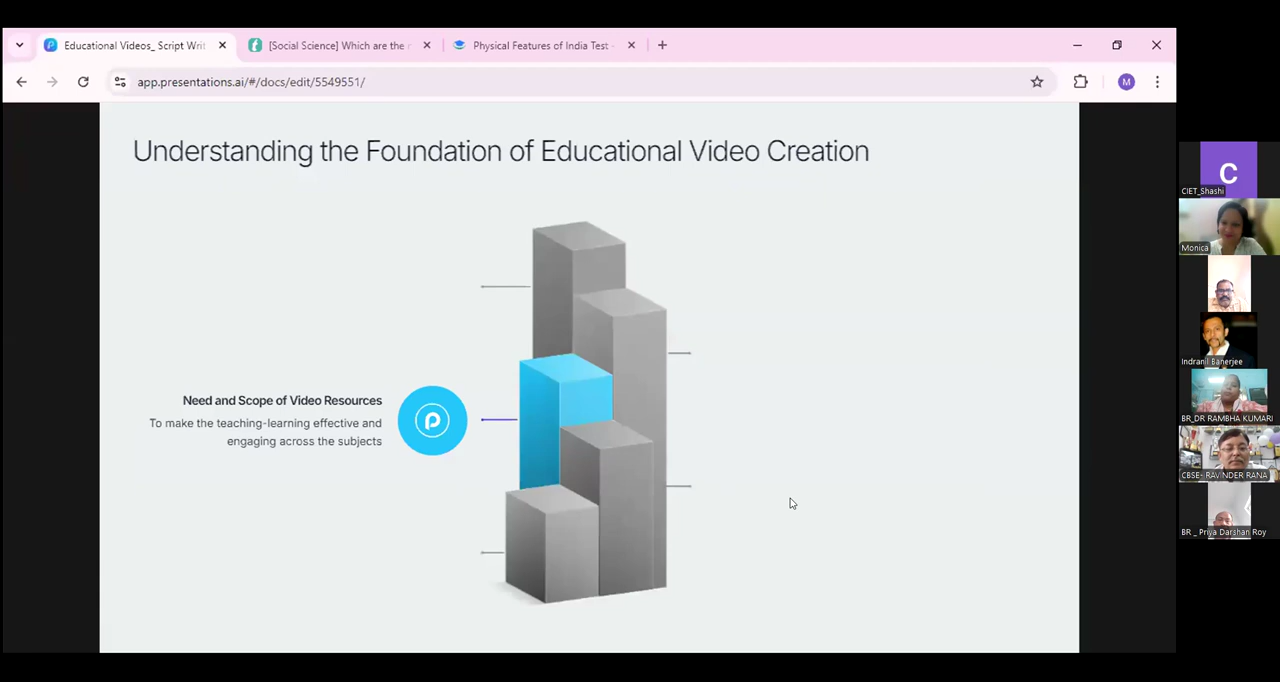 Educational Videos_ Script Writ
[Social Science] Which are the r
Physical Features of India Test -
app.presentations.ai/#/docs/edit/5549551/
M
Understanding the Foundation of Educational Video Creation
Need and Scope of Video Resources
To make the teaching-learning effective and
engaging across the subjects
C
CIET_Shashi
Monica
Indranil Banerjee
BR_DR RAMBHA KUMARI
CBSE- RAVINDER RANA
BR _ Priya Darshan Roy